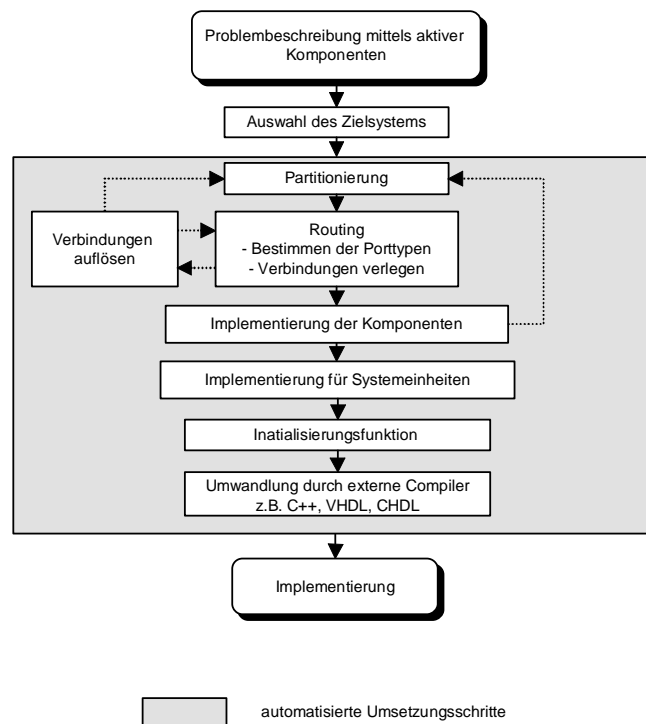 Problembeschreibung mittels aktiver
Komponenten
Auswahl des Zielsystems
Partitionierung
Verbindungen
auflösen
Routing
- Bestimmen der Porttypen
- Verbindungen verlegen
Implementierung der Komponenten
Implementierung für Systemeinheiten
Inatialisierungsfunktion
Umwandlung durch externe Compiler
z.B. C++, VHDL, CHDL
Implementierung
automatisierte Umsetzungsschritte